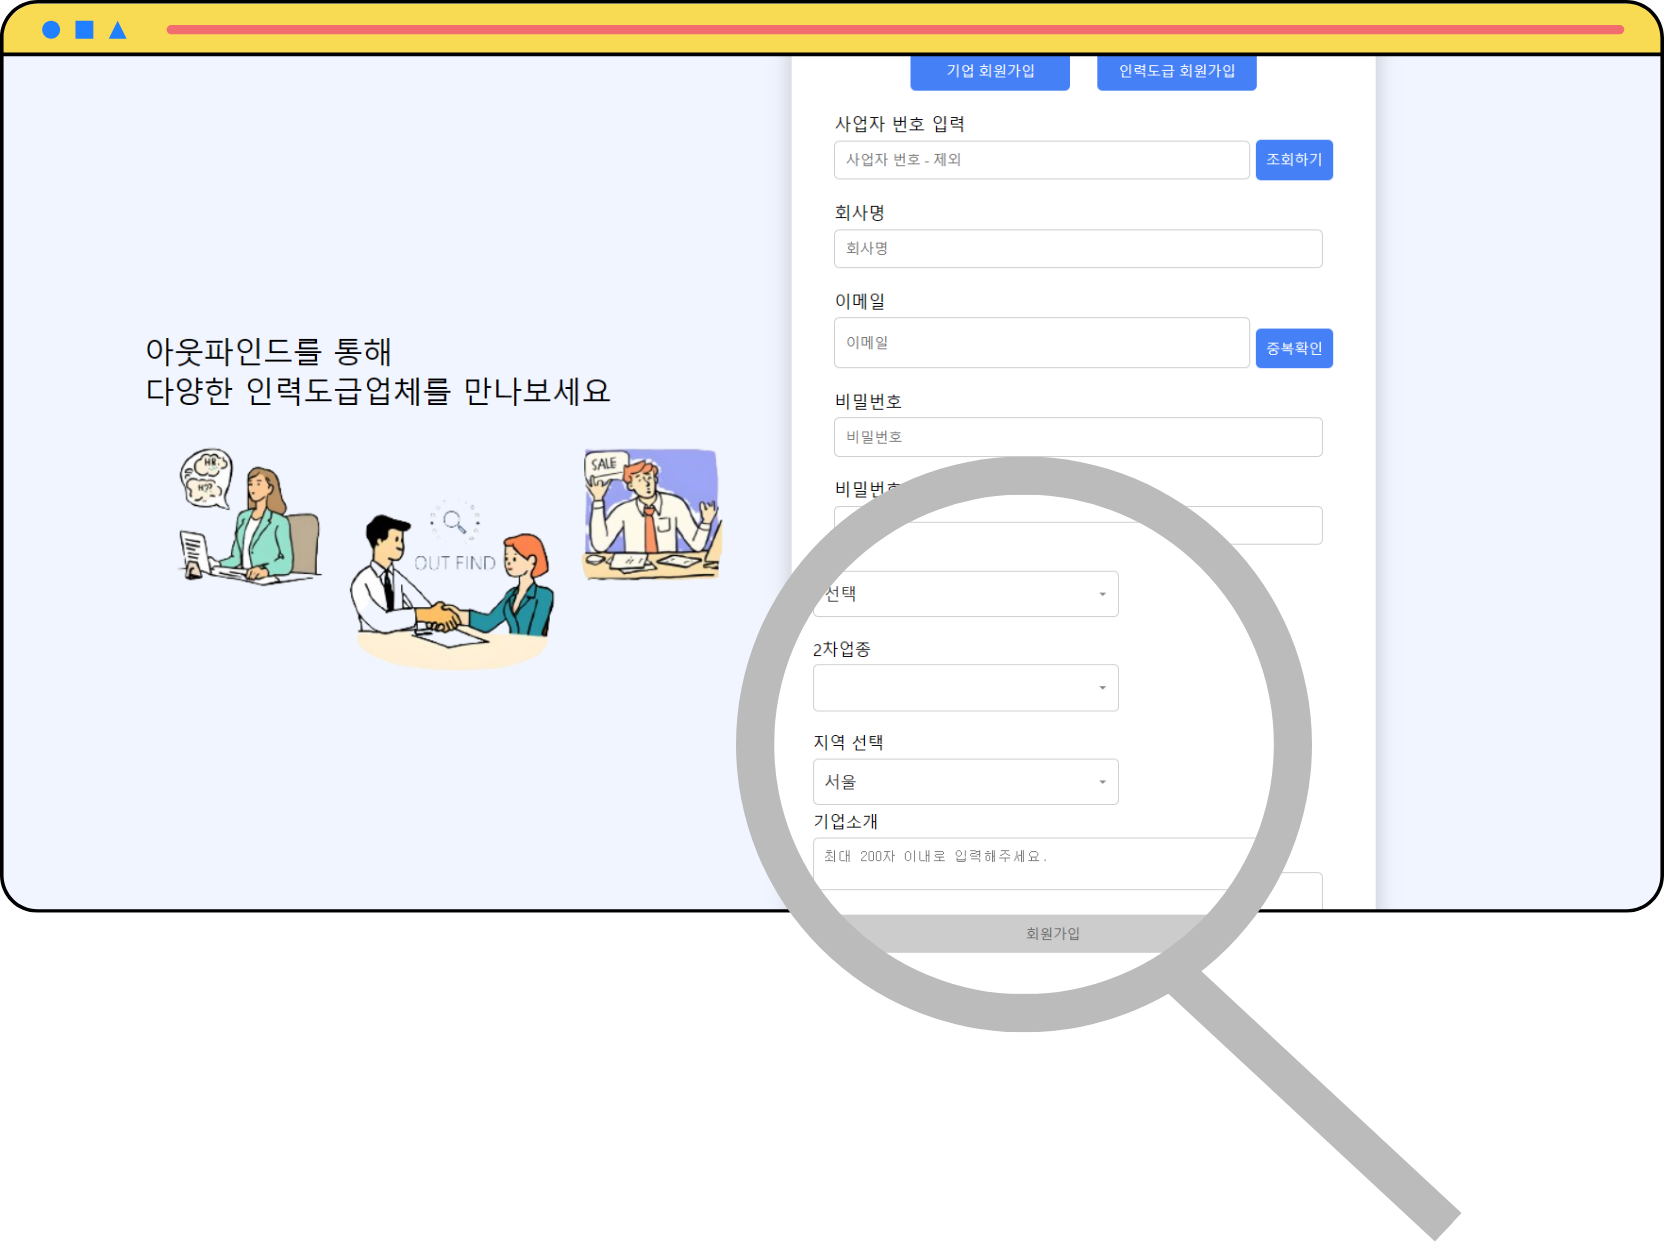 기업 회원가입
인력도급 회원가입
사업자 번호 입력
사업자 번호 - 제외
조회하기
회사명
회사명
이메일
이메일
중복확인
비밀번호
비밀번호
아웃파인드를 통해
다양한 인력도급업체를 만나보세요
HR
SALE
OUT FIND
선택
2차업종
지역 선택
서울
기업소개
최대 200자 이내로 입력해주세요.
회원가입